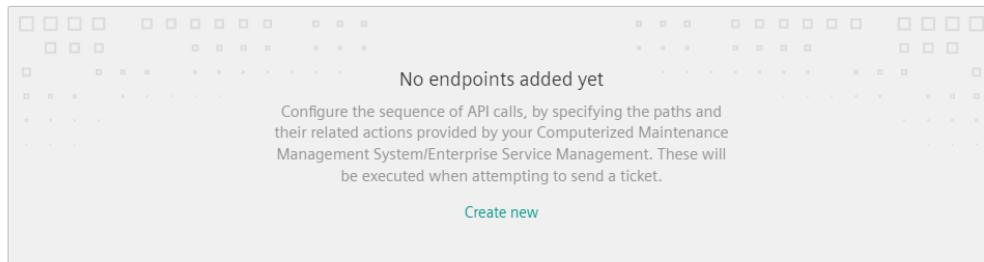 No endpoints added yet
Configure the sequence of API calls, by specifying the paths and
their related actions provided by your Computerized Maintenance
Management System/Enterprise Service Management. These will
be executed when attempting to send a ticket.
Create new